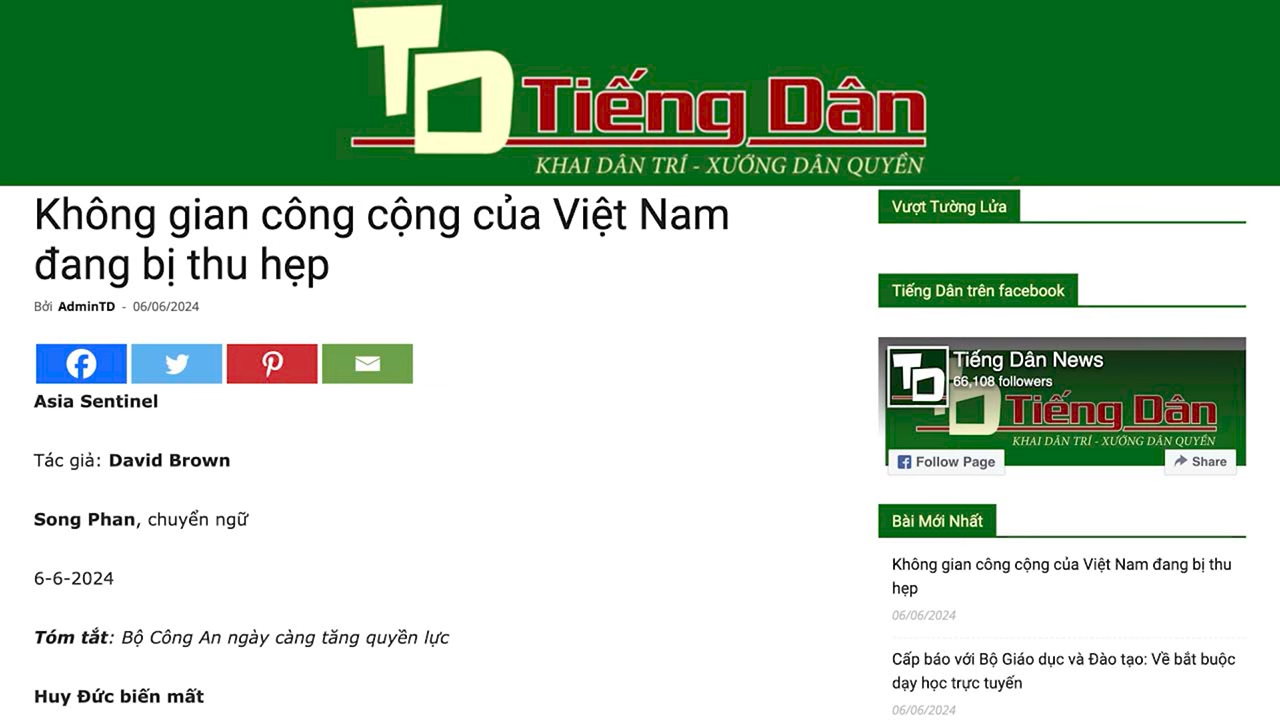 TD Tiếng Dân
KHAI DÂN TRÍ - XƯỚNG DÂN QUYỀN
Không gian công cộng của Việt Nam
đang bị thu hẹp
Bởi AdminTD - 06/06/2024
Asia Sentinel
Tác giả: David Brown
Song Phan, chuyển ngữ
6-6-2024
Tóm tắt: Bộ Công An ngày càng tăng quyền lực
Huy Đức biến mất
Vượt Tường Lửa
Tiếng Dân trên facebook
TD Tiếng Dân News
66,108 followers
TD Tiếng Dân
KHAI DÂN TRÍ - XƯỚNG DÂN QUYỀN
Follow Page
Share
Bài Mới Nhất
Không gian công cộng của Việt Nam đang bị thu
hẹp
06/06/2024
Cấp báo với Bộ Giáo dục và Đào tạo: Về bắt buộc
dạy học trực tuyến
06/06/2024